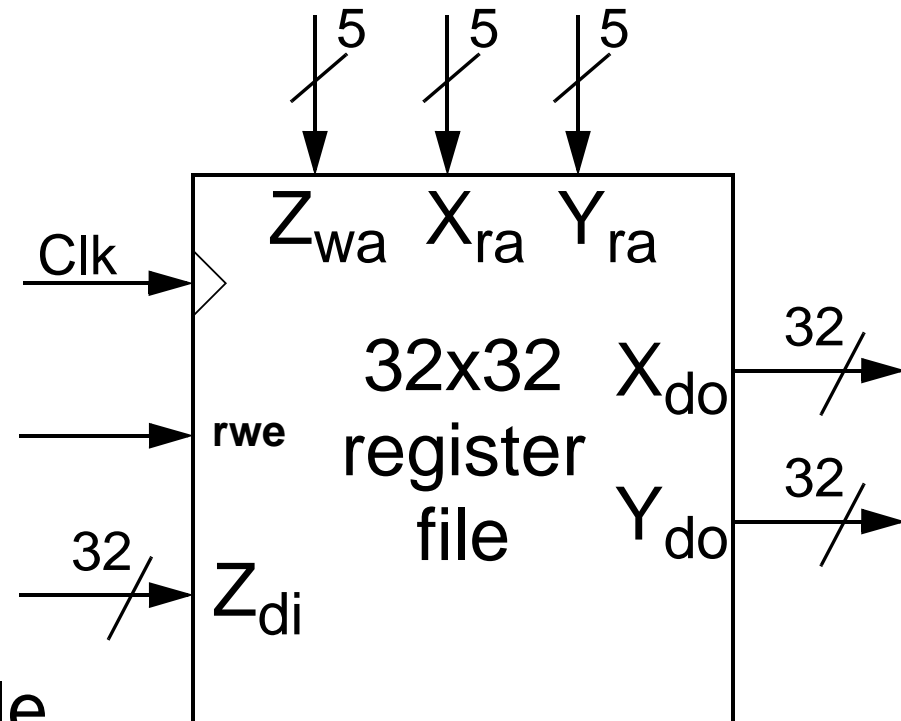 5 5 5
Zwa Xra Yra
Clk
32x32
register
file
rwe
Zdi
32
Xdo
Ydo
32
32